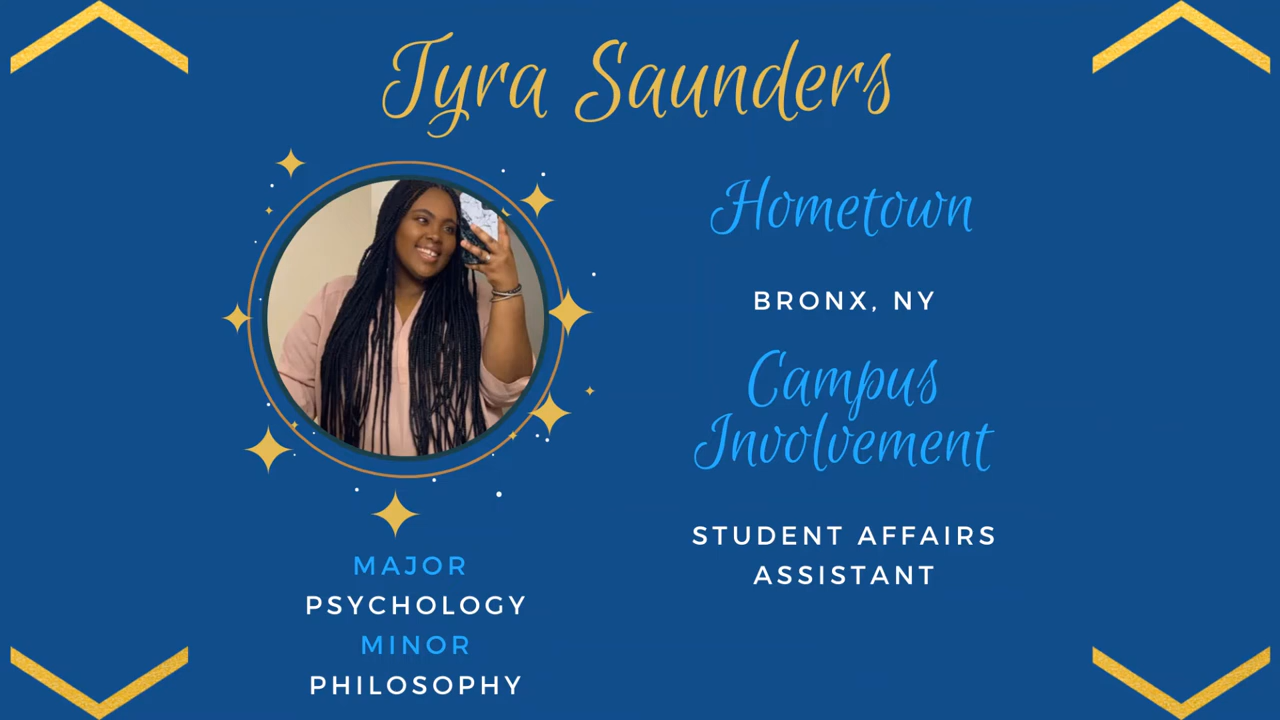 Tyra Saunders
Hometown
BRONX, NY
Campus
Involvement
STUDENT AFFAIRS
ASSISTANT
MAJOR
PSYCHOLOGY
MINOR
PHILOSOPHY